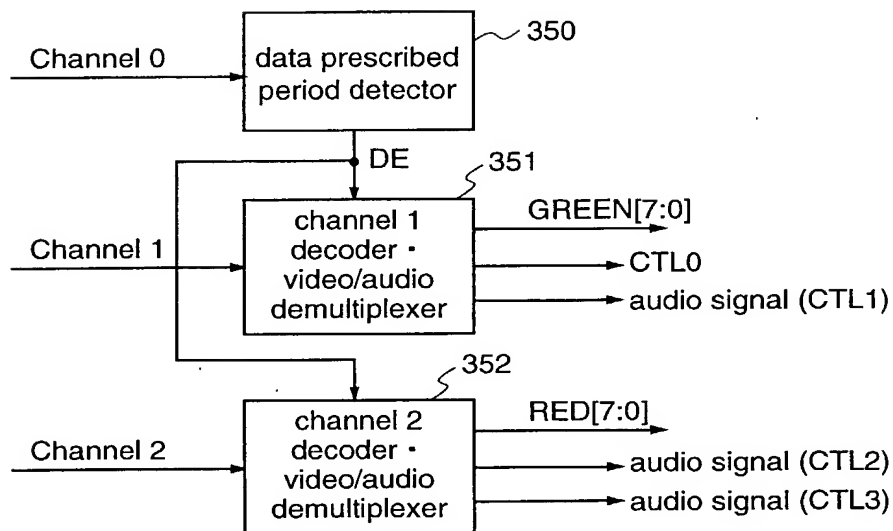 350
Channel 0
data prescribed
period detector
DE
351
GREEN[7:0]
channel 1
decoder ·
video/audio
demultiplexer
Channel 1
CTL0
audio signal (CTL1)
352
RED[7:0]
channel 2
decoder ·
video/audio
demultiplexer
Channel 2
audio signal (CTL2)
audio signal (CTL3)